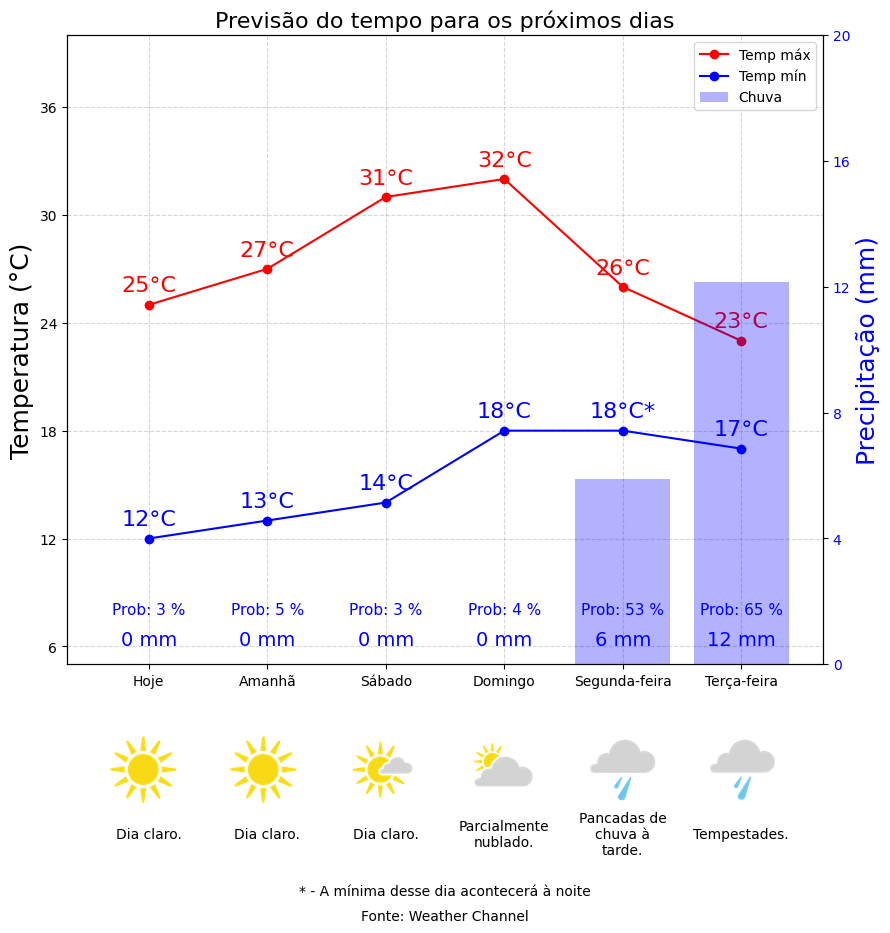 Previsão do tempo para os próximos dias
Temp máx
Temp mín
Chuva
Temperatura (°C)
36
30
24
18
12
6
Precipitação (mm)
20
16
12
8
4
0
25°C
27°C
31°C
32°C
26°C
23°C
12°C
13°C
14°C
18°C
18°C*
17°C
Prob: 3 %
Prob: 5 %
Prob: 3 %
Prob: 4 %
Prob: 53 %
Prob: 65 %
0 mm
0 mm
0 mm
0 mm
6 mm
12 mm
Hoje
Amanhã
Sábado
Domingo
Segunda-feira
Terça-feira
Dia claro.
Dia claro.
Dia claro.
Parcialmente
nublado.
Pancadas de
chuva à
tarde.
Tempestades.
* - A mínima desse dia acontecerá à noite
Fonte: Weather Channel